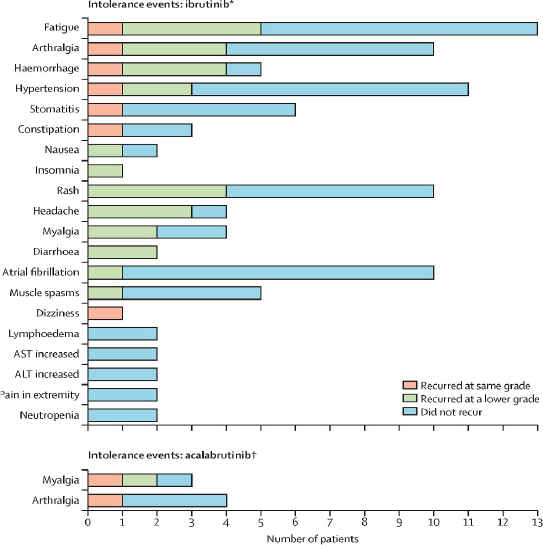 Intolerance events: ibrutinib*
Fatigue
Arthralgia
Haemorrhage
Hypertension
Stomatitis
Constipation
Nausea
Insomnia
Rash
Headache
Myalgia
Diarrhoea
Atrial fibrillation
Muscle spasms
Dizziness
Lymphoedema
AST increased
ALT increased
Pain in extremity
Neutropenia
Recurred at same grade
Recurred at a lower grade
Did not recur
Intolerance events: acalabrutinib†
Myalgia
Arthralgia
0 1 2 3 4 5 6 7 8 9 10 11 12 13
Number of patients